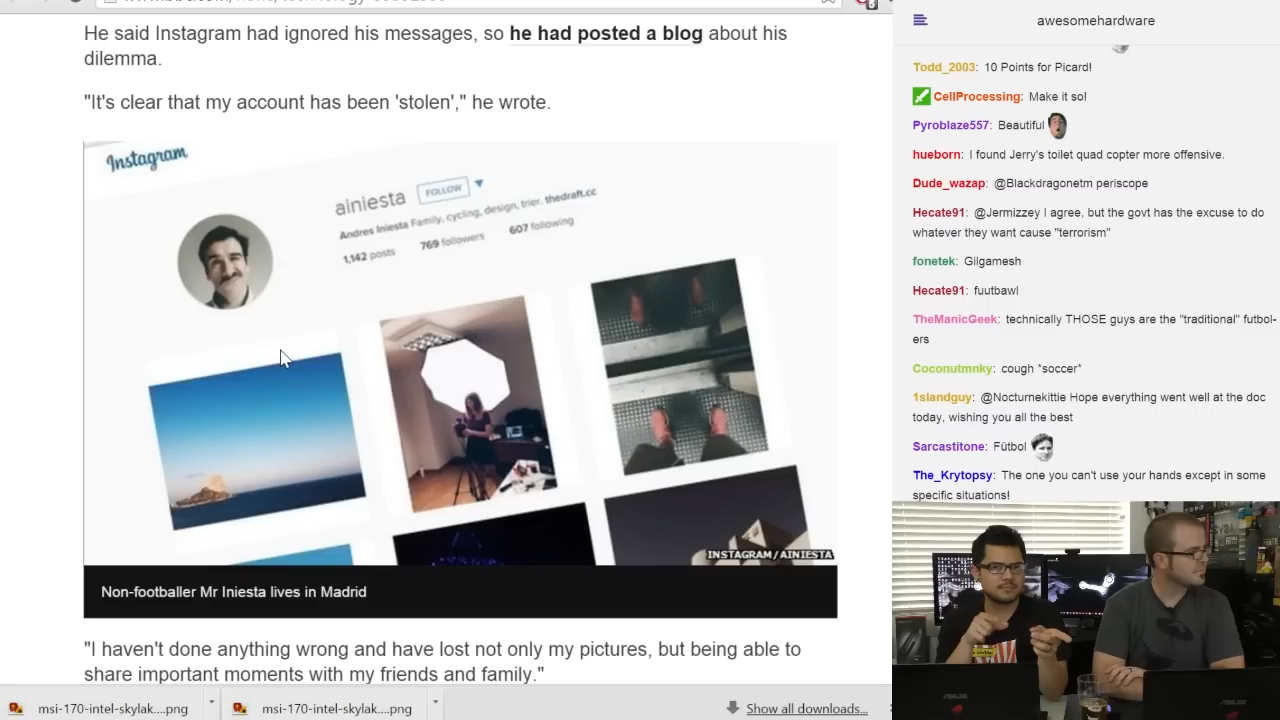 He said Instagram had ignored his messages, so he had posted a blog about his
dilemma.
"It's clear that my account has been 'stolen'," he wrote.
Instagram
ainiesta FOLLOW
Andres Iniesta Family, cycling, design, trier. thedraft.cc
1,142 posts 769 followers 607 following
INSTAGRAM/AINIESTA
Non-footballer Mr Iniesta lives in Madrid
"I haven't done anything wrong and have lost not only my pictures, but being able to
share important moments with my friends and family."
msi-170-intel-skylak....png
msi-170-intel-skylak....png
Show all downloads...
awesomehardware
Todd_2003: 10 Points for Picard!
CellProcessing: Make it so!
Pyroblaze557: Beautiful
hueborn: I found Jerry's toilet quad copter more offensive.
Dude_wazap: @Blackdragonetm periscope
Hecate91: @Jermizzey I agree, but the govt has the excuse to do
whatever they want cause "terrorism"
fonetek: Gilgamesh
Hecate91: fuutbawl
TheManicGeek: technically THOSE guys are the "traditional" futbol-
ers
Coconutmnky: cough *soccer*
1slandguy: @Nocturnekittie Hope everything went well at the doc
today, wishing you all the best
Sarcastitone: Fütbol
The_Krytopsy: The one you can't use your hands except in some
specific situations!
ASUS
ASUS